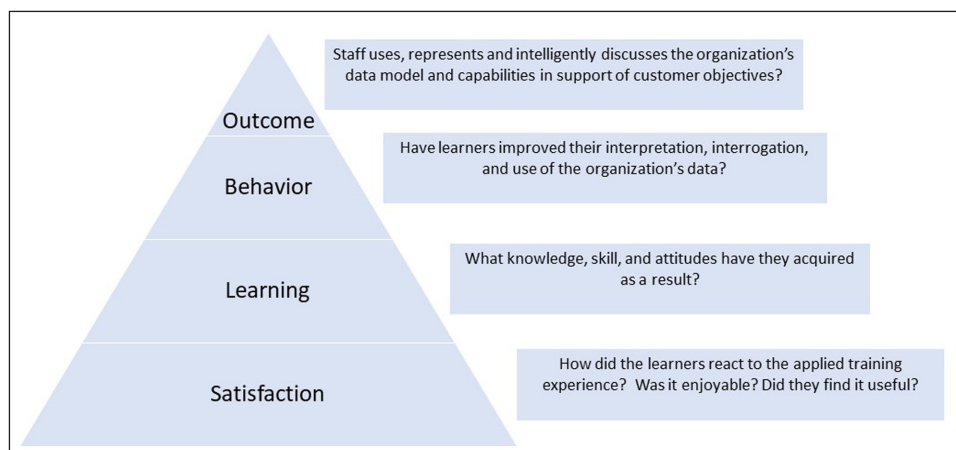 Staff uses, represents and intelligently discusses the organization's
data model and capabilities in support of customer objectives?
Outcome
Have learners improved their interpretation, interrogation,
and use of the organization's data?
Behavior
What knowledge, skill, and attitudes have they acquired
as a result?
Learning
How did the learners react to the applied training
experience?  Was it enjoyable? Did they find it useful?
Satisfaction